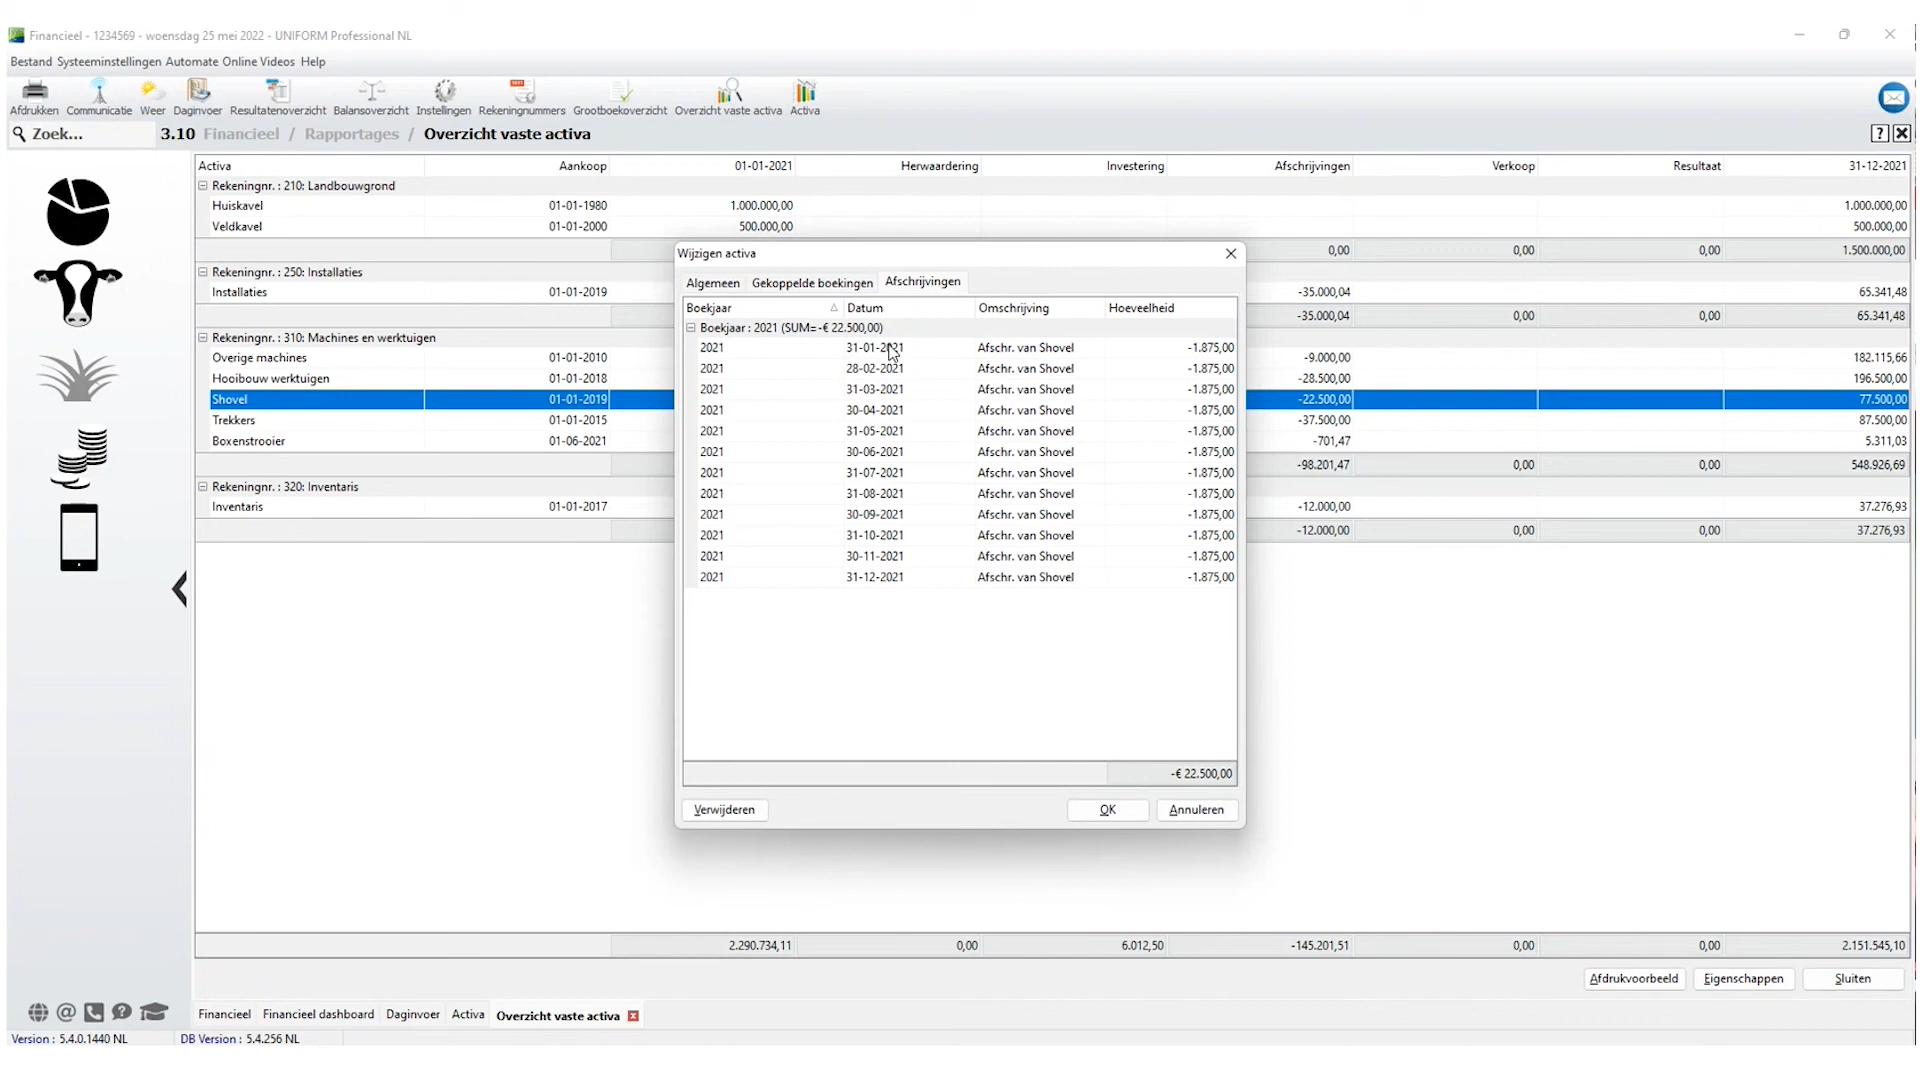 Financieel - 1234569 - woensdag 25 mei 2022 - UNIFORM Professional NL
Bestand Systeeminstellingen Automate Online Videos Help
Afdrukken Communicatie Weer Daginvoer Resultatenoverzicht Balansoverzicht Instellingen Rekeningnummers Grootboekoverzicht Overzicht vaste activa Activa
Zoek... 3.10 Financieel / Rapportages / Overzicht vaste activa ?
Activa Aankoop 01-01-2021 Herwaardering Investering Afschrijvingen Verkoop Resultaat 31-12-2021
Rekeningnr. : 210: Landbouwgrond
Huiskavel 01-01-1980 1.000.000,00 1.000.000,00
Veldkavel 01-01-2000 500.000,00 500.000,00
0,00 0,00 0,00 1.500.000,00
Rekeningnr. : 250: Installaties
Installaties 01-01-2019 -35.000,04 65.341,48
-35.000,04 0,00 0,00 65.341,48
Rekeningnr. : 310: Machines en werktuigen
Overige machines 01-01-2010 -9.000,00 182.115,66
Hooibouw werktuigen 01-01-2018 -28.500,00 196.500,00
Shovel 01-01-2019 -22.500,00 77.500,00
Trekkers 01-01-2015 -37.500,00 87.500,00
Boxenstrooier 01-06-2021 -701,47 5.311,03
-98.201,47 0,00 0,00 548.926,69
Rekeningnr. : 320: Inventaris
Inventaris 01-01-2017 -12.000,00 37.276,93
-12.000,00 0,00 0,00 37.276,93
Wijzigen activa
Algemeen Gekoppelde boekingen Afschrijvingen
Boekjaar Datum Omschrijving Hoeveelheid
Boekjaar : 2021 (SUM=-€ 22.500,00)
2021 31-01-2021 Afschr. van Shovel -1.875,00
2021 28-02-2021 Afschr. van Shovel -1.875,00
2021 31-03-2021 Afschr. van Shovel -1.875,00
2021 30-04-2021 Afschr. van Shovel -1.875,00
2021 31-05-2021 Afschr. van Shovel -1.875,00
2021 30-06-2021 Afschr. van Shovel -1.875,00
2021 31-07-2021 Afschr. van Shovel -1.875,00
2021 31-08-2021 Afschr. van Shovel -1.875,00
2021 30-09-2021 Afschr. van Shovel -1.875,00
2021 31-10-2021 Afschr. van Shovel -1.875,00
2021 30-11-2021 Afschr. van Shovel -1.875,00
2021 31-12-2021 Afschr. van Shovel -1.875,00
-€ 22.500,00
Verwijderen OK Annuleren
2.290.734,11 0,00 6.012,50 -145.201,51 0,00 0,00 2.151.545,10
Afdrukvoorbeeld Eigenschappen Sluiten
Financieel Financieel dashboard Daginvoer Activa Overzicht vaste activa
Version : 5.4.0.1440 NL DB Version : 5.4.256 NL